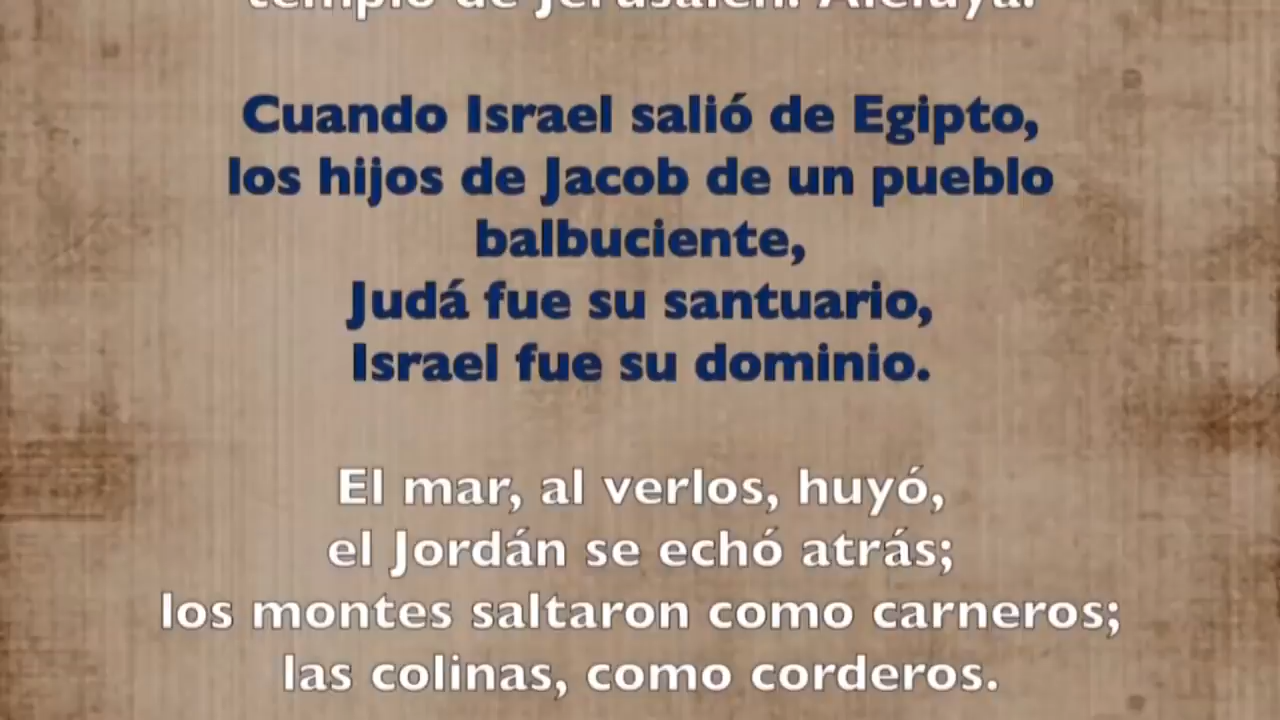 templo de Jerusalén. Aleluya.
Cuando Israel salió de Egipto,
los hijos de Jacob de un pueblo
balbuciente,
Judá fue su santuario,
Israel fue su dominio.
El mar, al verlos, huyó,
el Jordán se echó atrás;
los montes saltaron como carneros;
las colinas, como corderos.